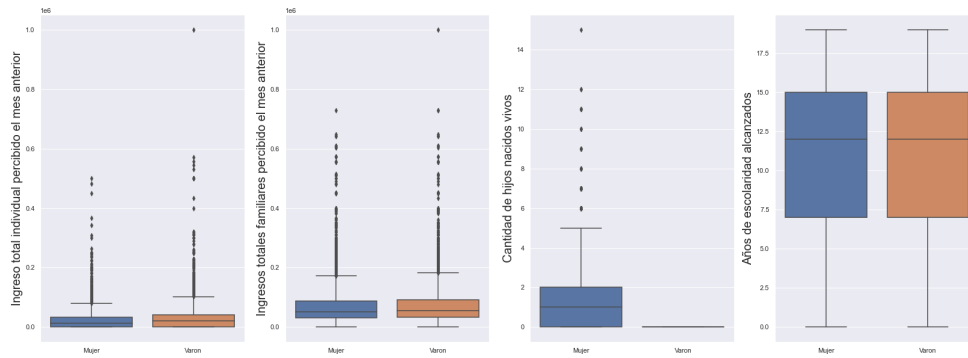 1e6
Ingreso total individual percibido el mes anterior
1.0
0.8
0.6
0.4
0.2
0.0
Mujer
Varon
1e6
Ingresos totales familiares percibido el mes anterior
1.0
0.8
0.6
0.4
0.2
0.0
Mujer
Varon
Cantidad de hijos nacidos vivos
14
12
10
8
6
4
2
0
Mujer
Varon
Años de escolaridad alcanzados
17.5
15.0
12.5
10.0
7.5
5.0
2.5
0.0
Mujer
Varon